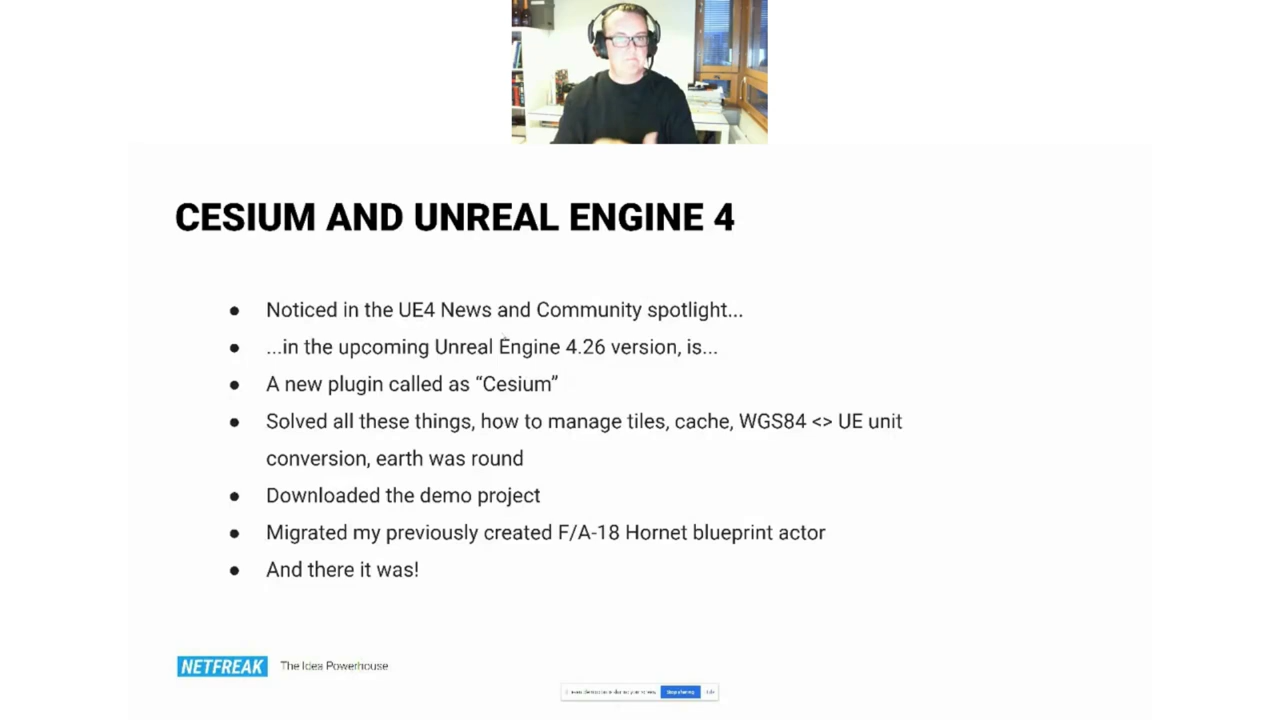 CESIUM AND UNREAL ENGINE 4
● Noticed in the UE4 News and Community spotlight...
● ...in the upcoming Unreal Engine 4.26 version, is...
● A new plugin called as “Cesium”
● Solved all these things, how to manage tiles, cache, WGS84 <> UE unit
conversion, earth was round
● Downloaded the demo project
● Migrated my previously created F/A-18 Hornet blueprint actor
● And there it was!
NETFREAK The Idea Powerhouse
Stop sharing